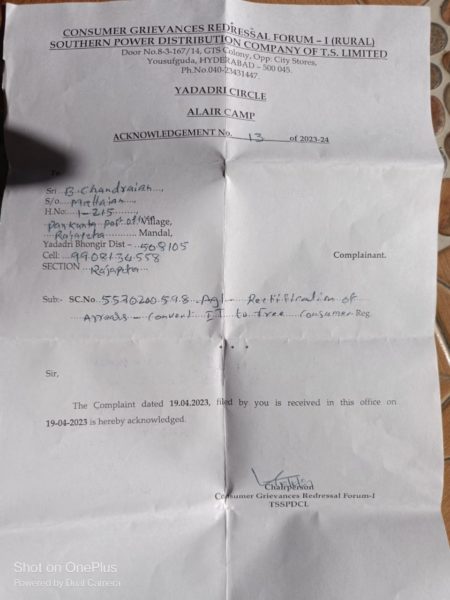 CONSUMER GRIEVANCES REDRESSAL FORUM – I (RURAL)
SOUTHERN POWER DISTRIBUTION COMPANY OF T.S. LIMITED
Door No.8-3-167/14, GTS Colony, Opp. City Stores,
Yousufguda, HYDERABAD – 500 045.
Ph.No.040-23431447
YADADRI CIRCLE
ALAIR CAMP
ACKNOWLEDGEMENT No. 13 of 2023-24
To
Sri B. Chandraiah
S/o Mallaiah
H.No. 1-215
post of Village,
Rajapeta Mandal,
Yadadri Bhongir Dist – 508105
Cell: 9908134558
Complainant.
SECTION Rajapeta
Sub:- SC.No 5570200598 Agl Rectification of
Arrears convert to free Consumer Reg
* * *
Sir,
The Complaint dated 19.04.2023, filed by you is received in this office on
19-04-2023 is hereby acknowledged.
Chairperson
Consumer Grievances Redressal Forum-I
TSSPDCL
Shot on OnePlus
Powered by Dual Camera